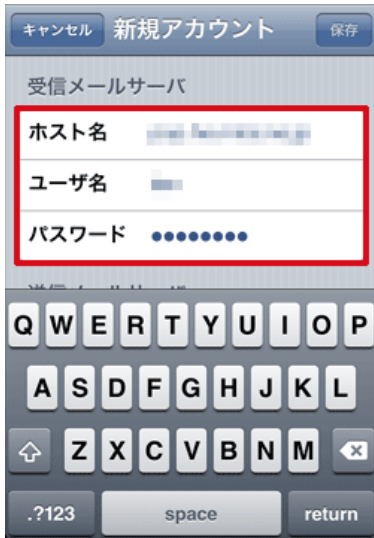 キャンセル 新規アカウント 保存
受信メールサーバ
ホスト名
ユーザ名
パスワード ●●●●●●●●
Q W E R T Y U I O P
A S D F G H J K L
Z X C V B N M
.?123 space return